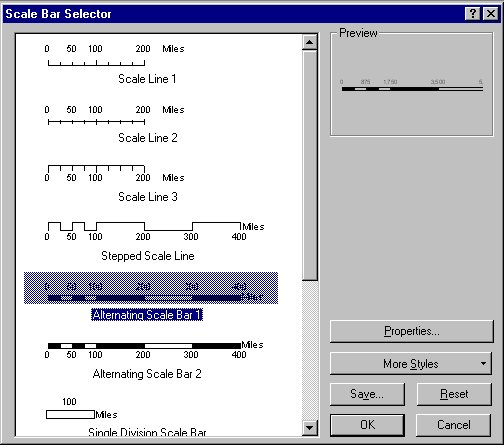 Scale Bar Selector
0 50 100 200 Miles
Scale Line 1
0 50 100 200 Miles
Scale Line 2
0 50 100 200 Miles
Scale Line 3
Miles
0 50 100 200 300 400
Stepped Scale Line
0 50 100 200 300 400
Miles
Alternating Scale Bar 1
Miles
0 50 100 200 300 400
Alternating Scale Bar 2
100
Miles
Single Division Scale Bar
Preview
0 875 1,750 3,500 5,
Properties...
More Styles
Save... Reset
OK Cancel